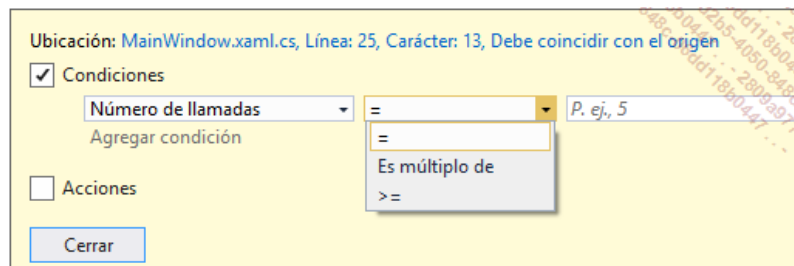 Ubicación: MainWindow.xaml.cs, Línea: 25, Carácter: 13, Debe coincidir con el origen
Condiciones
Número de llamadas = P. ej., 5
Agregar condición =
Es múltiplo de
Acciones >=
Cerrar